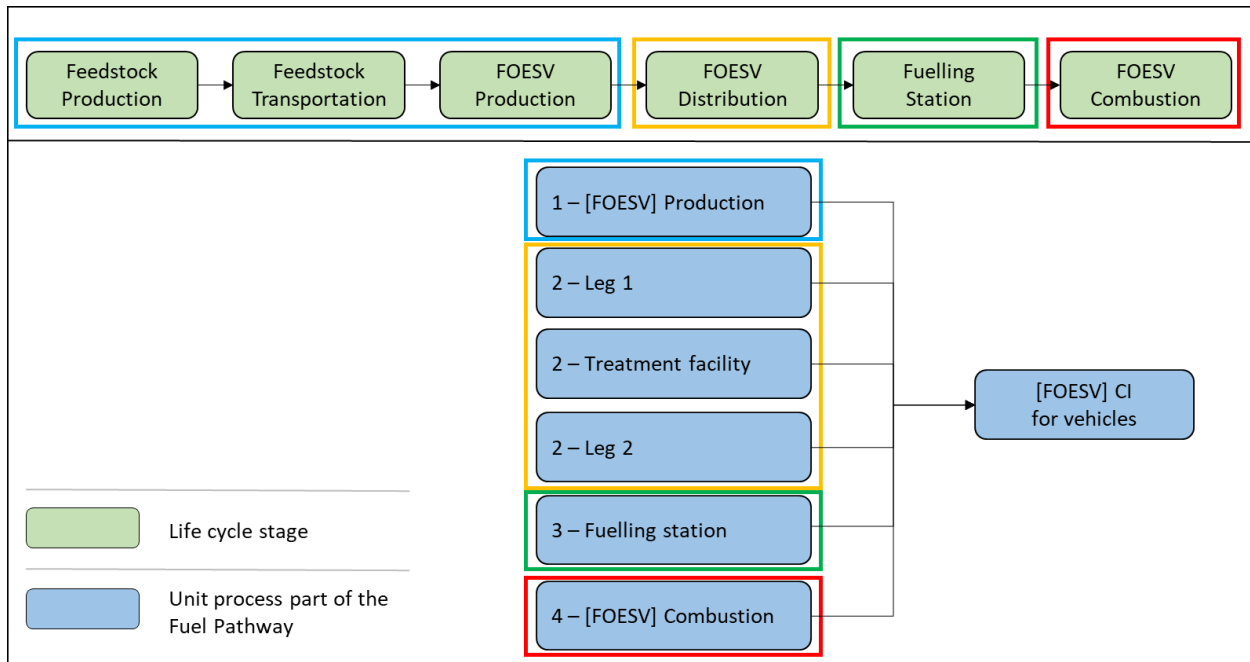 Feedstock
Production
Feedstock
Transportation
FOESV
Production
FOESV
Distribution
Fuelling
Station
FOESV
Combustion
1 – [FOESV] Production
2 – Leg 1
2 – Treatment facility
2 – Leg 2
3 – Fuelling station
4 – [FOESV] Combustion
[FOESV] CI
for vehicles
Life cycle stage
Unit process part of the
Fuel Pathway